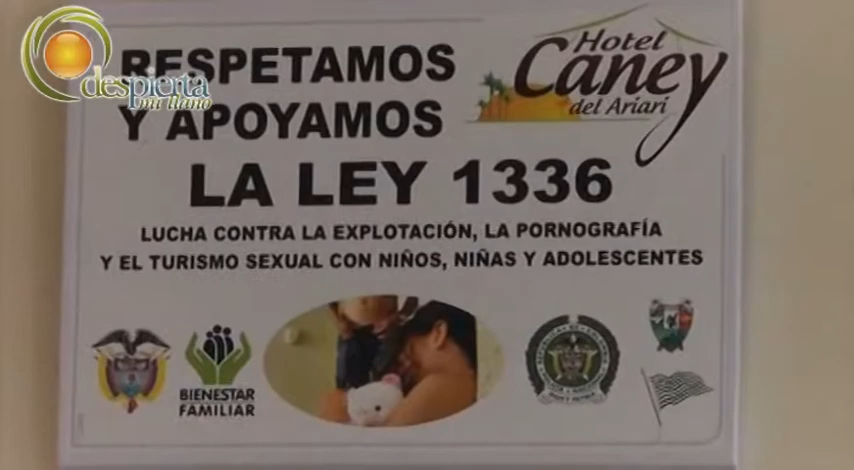 despierta
mi llano
RESPETAMOS
Y APOYAMOS
Hotel
Caney
del Ariari
LA LEY 1336
LUCHA CONTRA LA EXPLOTACIÓN, LA PORNOGRAFÍA
Y EL TURISMO SEXUAL CON NIÑOS, NIÑAS Y ADOLESCENTES
BIENESTAR
FAMILIAR